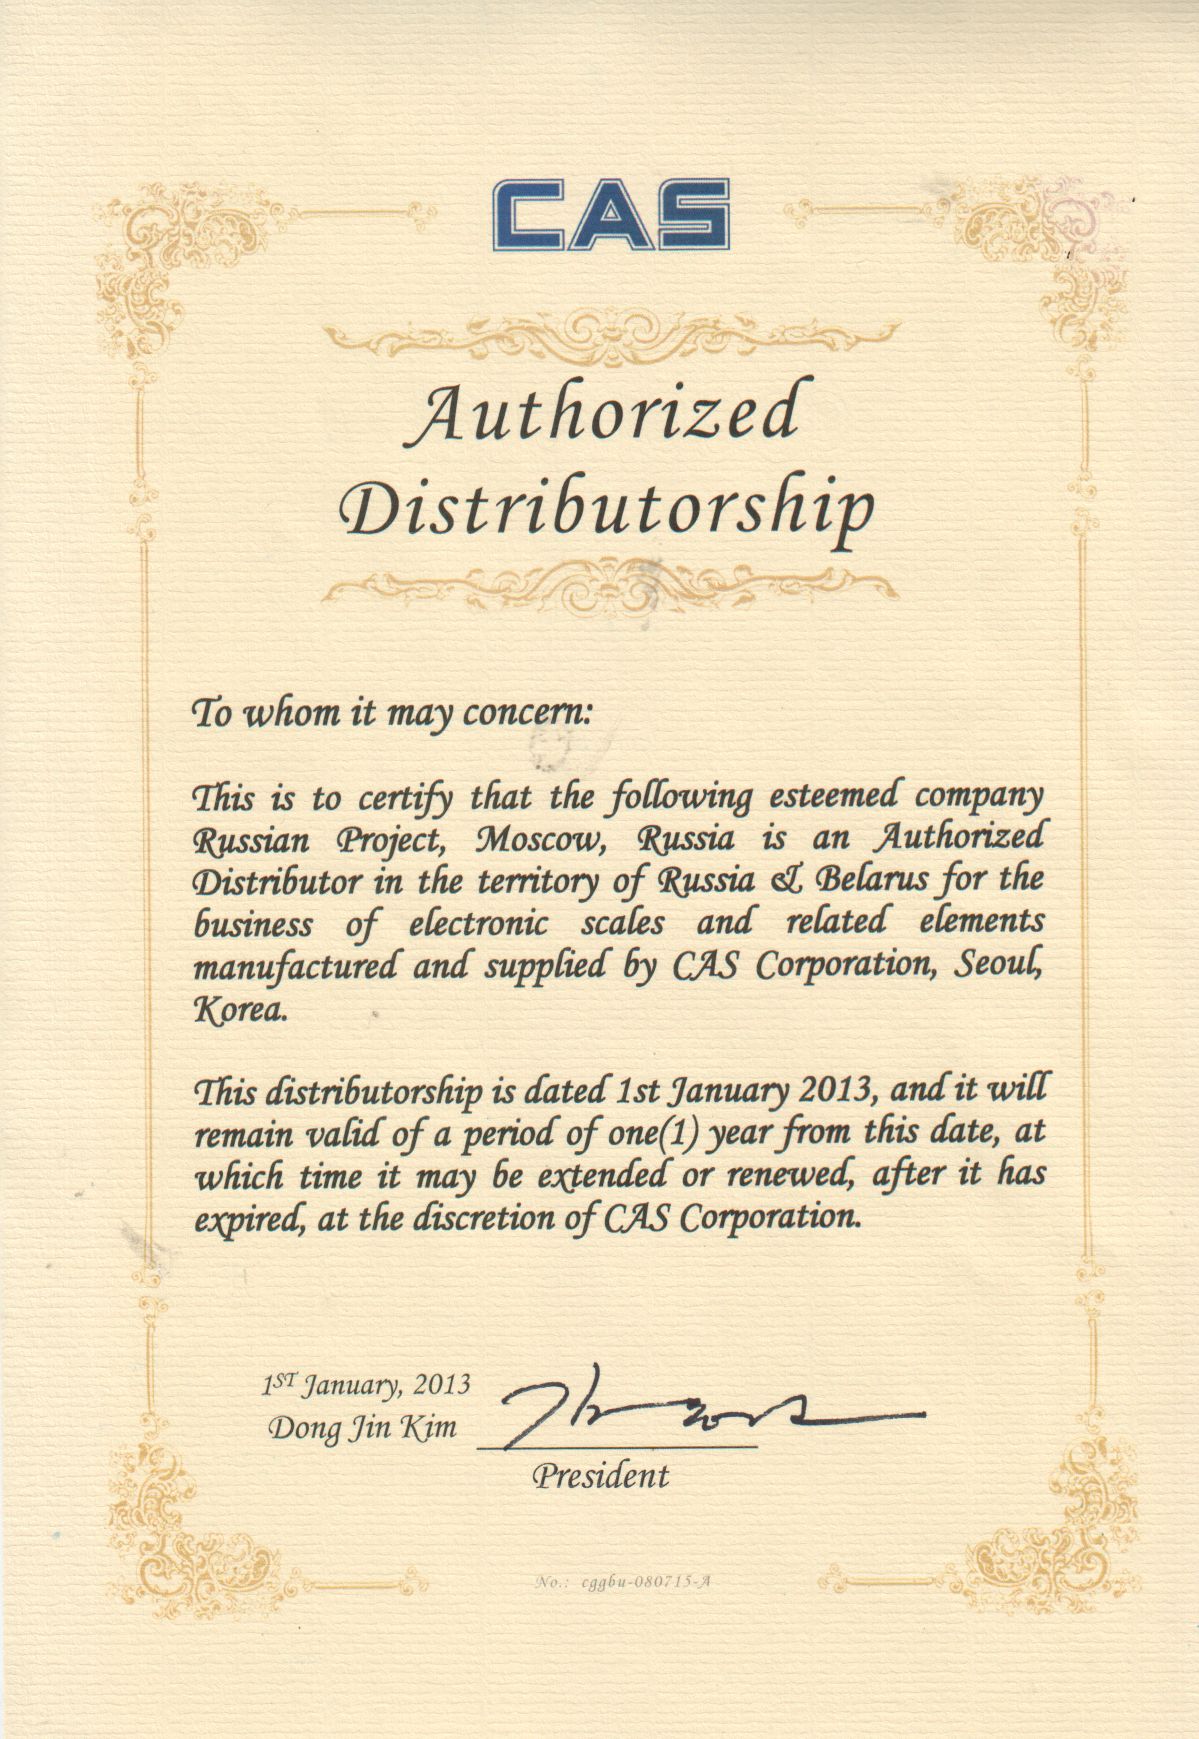 CAS
Authorized
Distributorship
To whom it may concern:
This is to certify that the following esteemed company
Russian Project, Moscow, Russia is an Authorized
Distributor in the territory of Russia & Belarus for the
business of electronic scales and related elements
manufactured and supplied by CAS Corporation, Seoul,
Korea.
This distributorship is dated 1st January 2013, and it will
remain valid of a period of one(1) year from this date, at
which time it may be extended or renewed, after it has
expired, at the discretion of CAS Corporation.
1ST January, 2013
Dong Jin Kim
President
No.: cggbu-080715-A